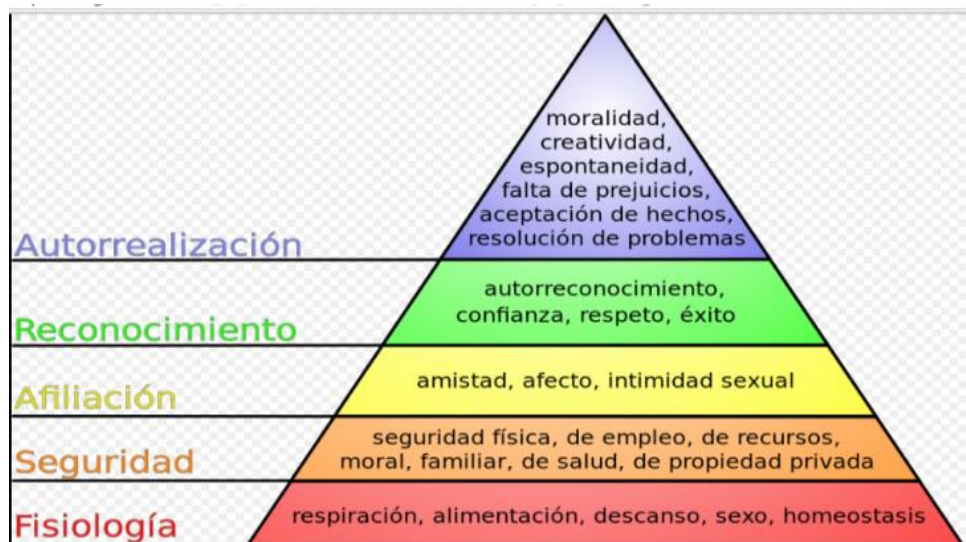 moralidad,
creatividad,
espontaneidad,
falta de prejuicios,
aceptación de hechos,
resolución de problemas
Autorrealización
autorreconocimiento,
confianza, respeto, éxito
Reconocimiento
amistad, afecto, intimidad sexual
Afiliación
seguridad física, de empleo, de recursos,
moral, familiar, de salud, de propiedad privada
Seguridad
respiración, alimentación, descanso, sexo, homeostasis
Fisiología